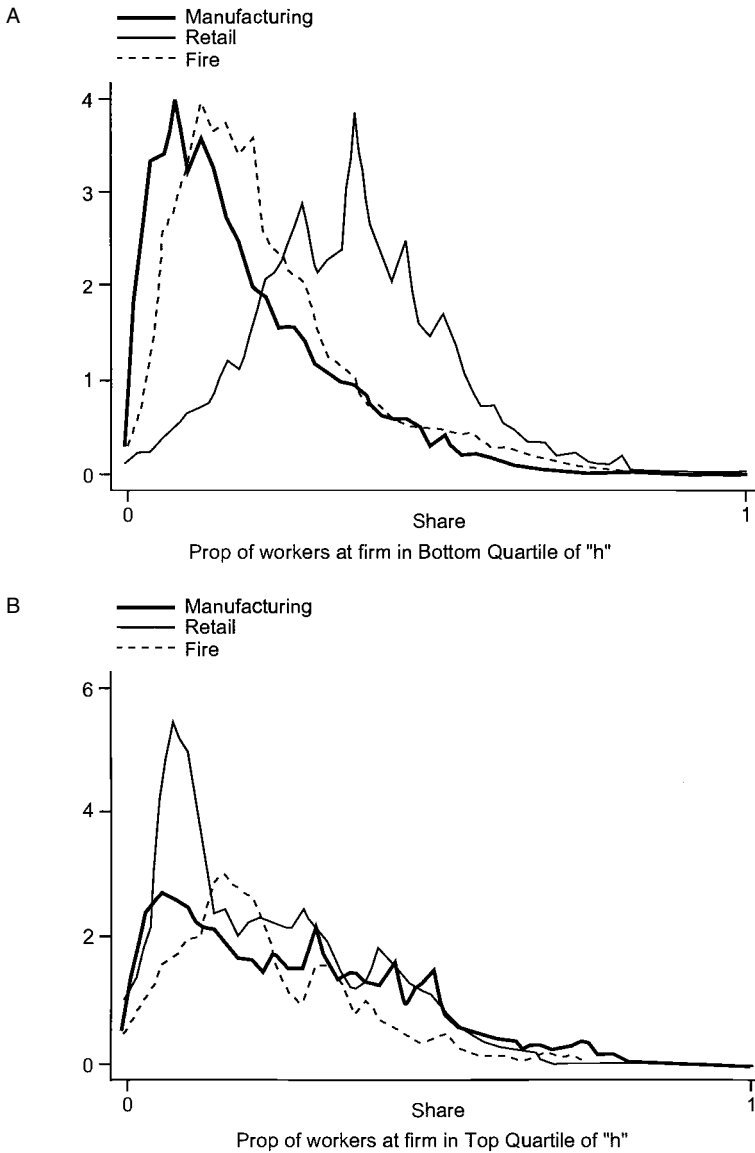 A
Manufacturing
Retail
Fire
4
3
2
1
0
0 1
Share
Prop of workers at firm in Bottom Quartile of "h"
B
Manufacturing
Retail
Fire
6
4
2
0
0 1
Share
Prop of workers at firm in Top Quartile of "h"